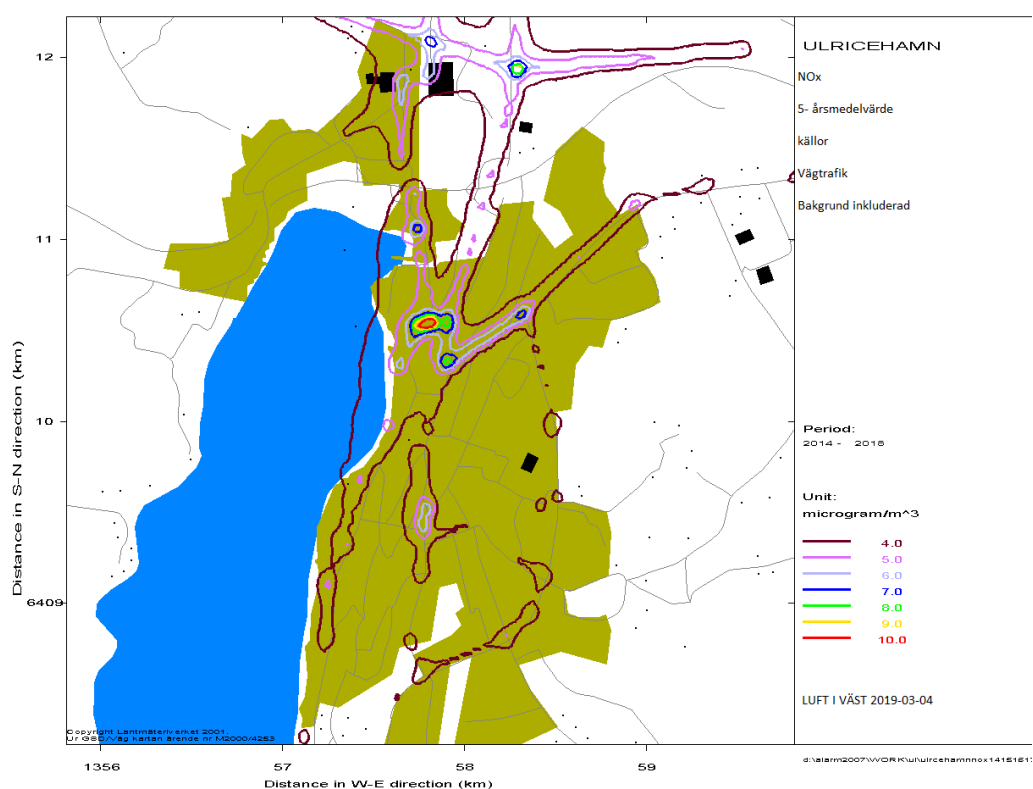 ULRICEHAMN
NOx
5- årsmedelvärde
källor
Vägtrafik
Bakgrund inkluderad
Period:
2014 - 2018
Unit:
microgram/m^3
4.0
5.0
6.0
7.0
8.0
9.0
10.0
LUFT I VÄST 2019-03-04
12
11
10
6409
Distance in S-N direction (km)
Copyright Lantmäteriverket 2001.
Ur GSD/Väg kartan ärende nr M2000/4253
1356
57
58
59
Distance in W-E direction (km)